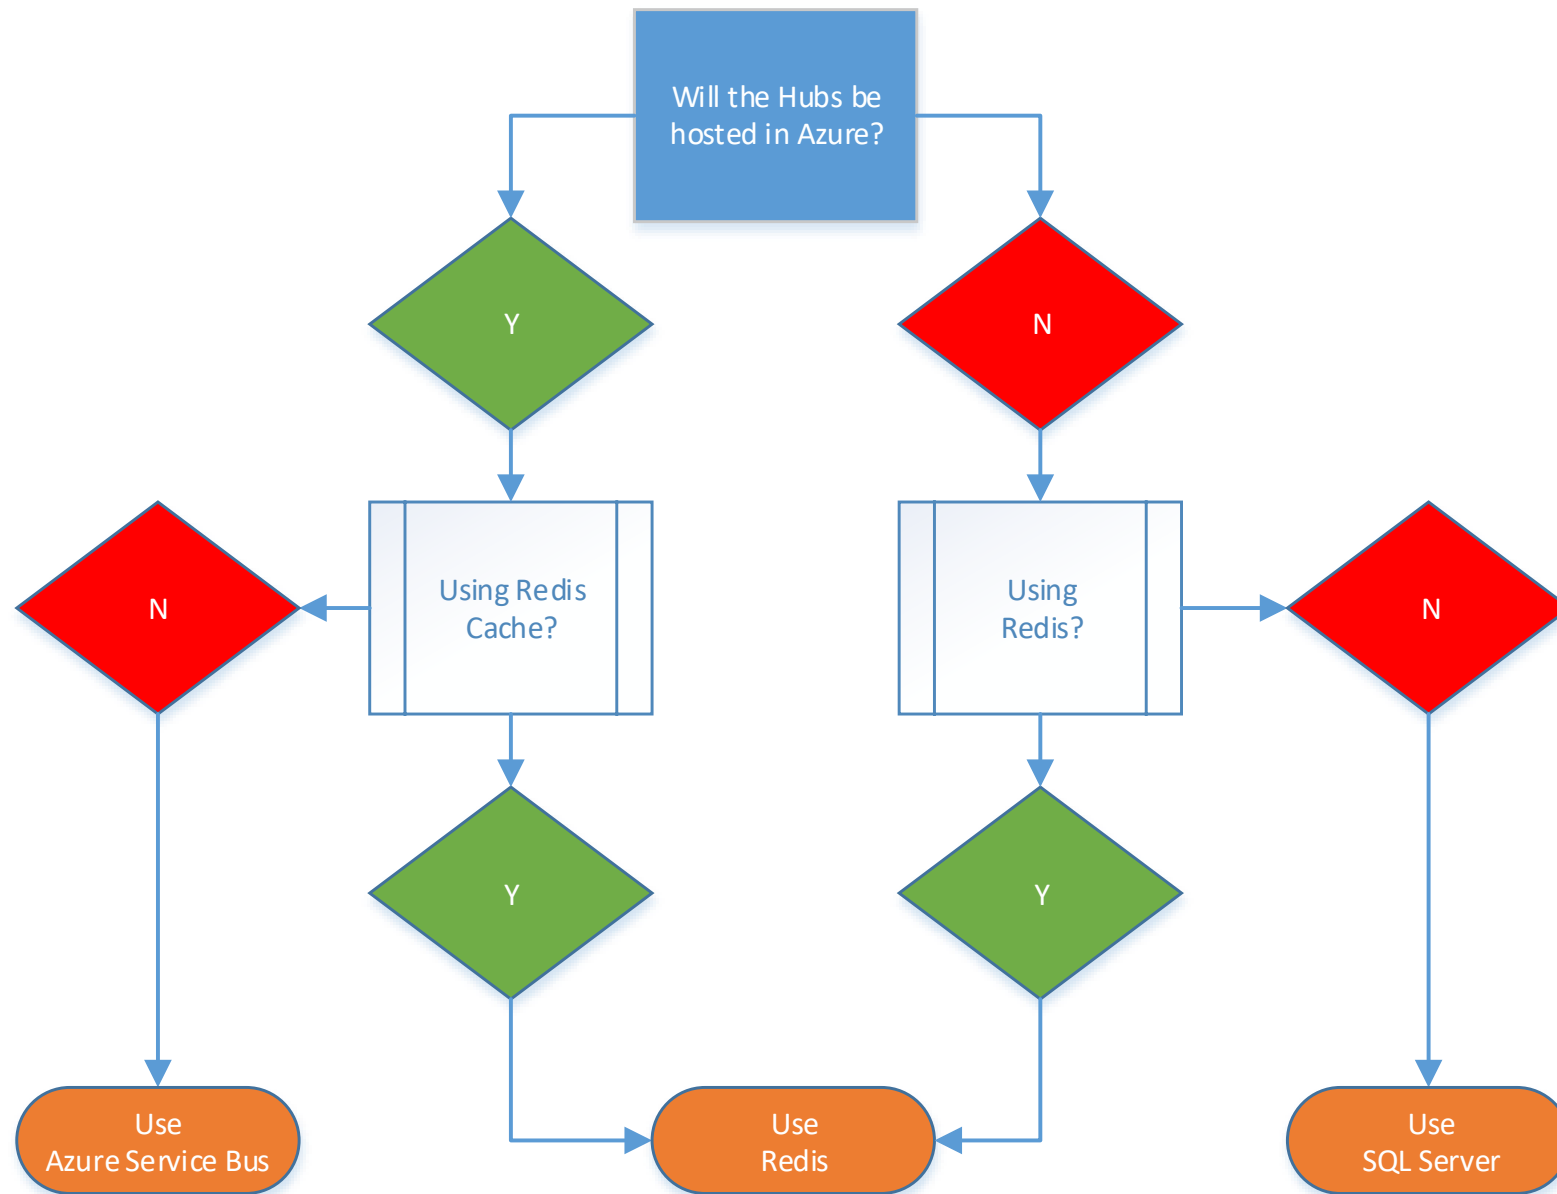 Will the Hubs be
hosted in Azure?
Y
N
N
Using Redis
Cache?
Using
Redis?
N
Y
Y
Use
Azure Service Bus
Use
Redis
Use
SQL Server